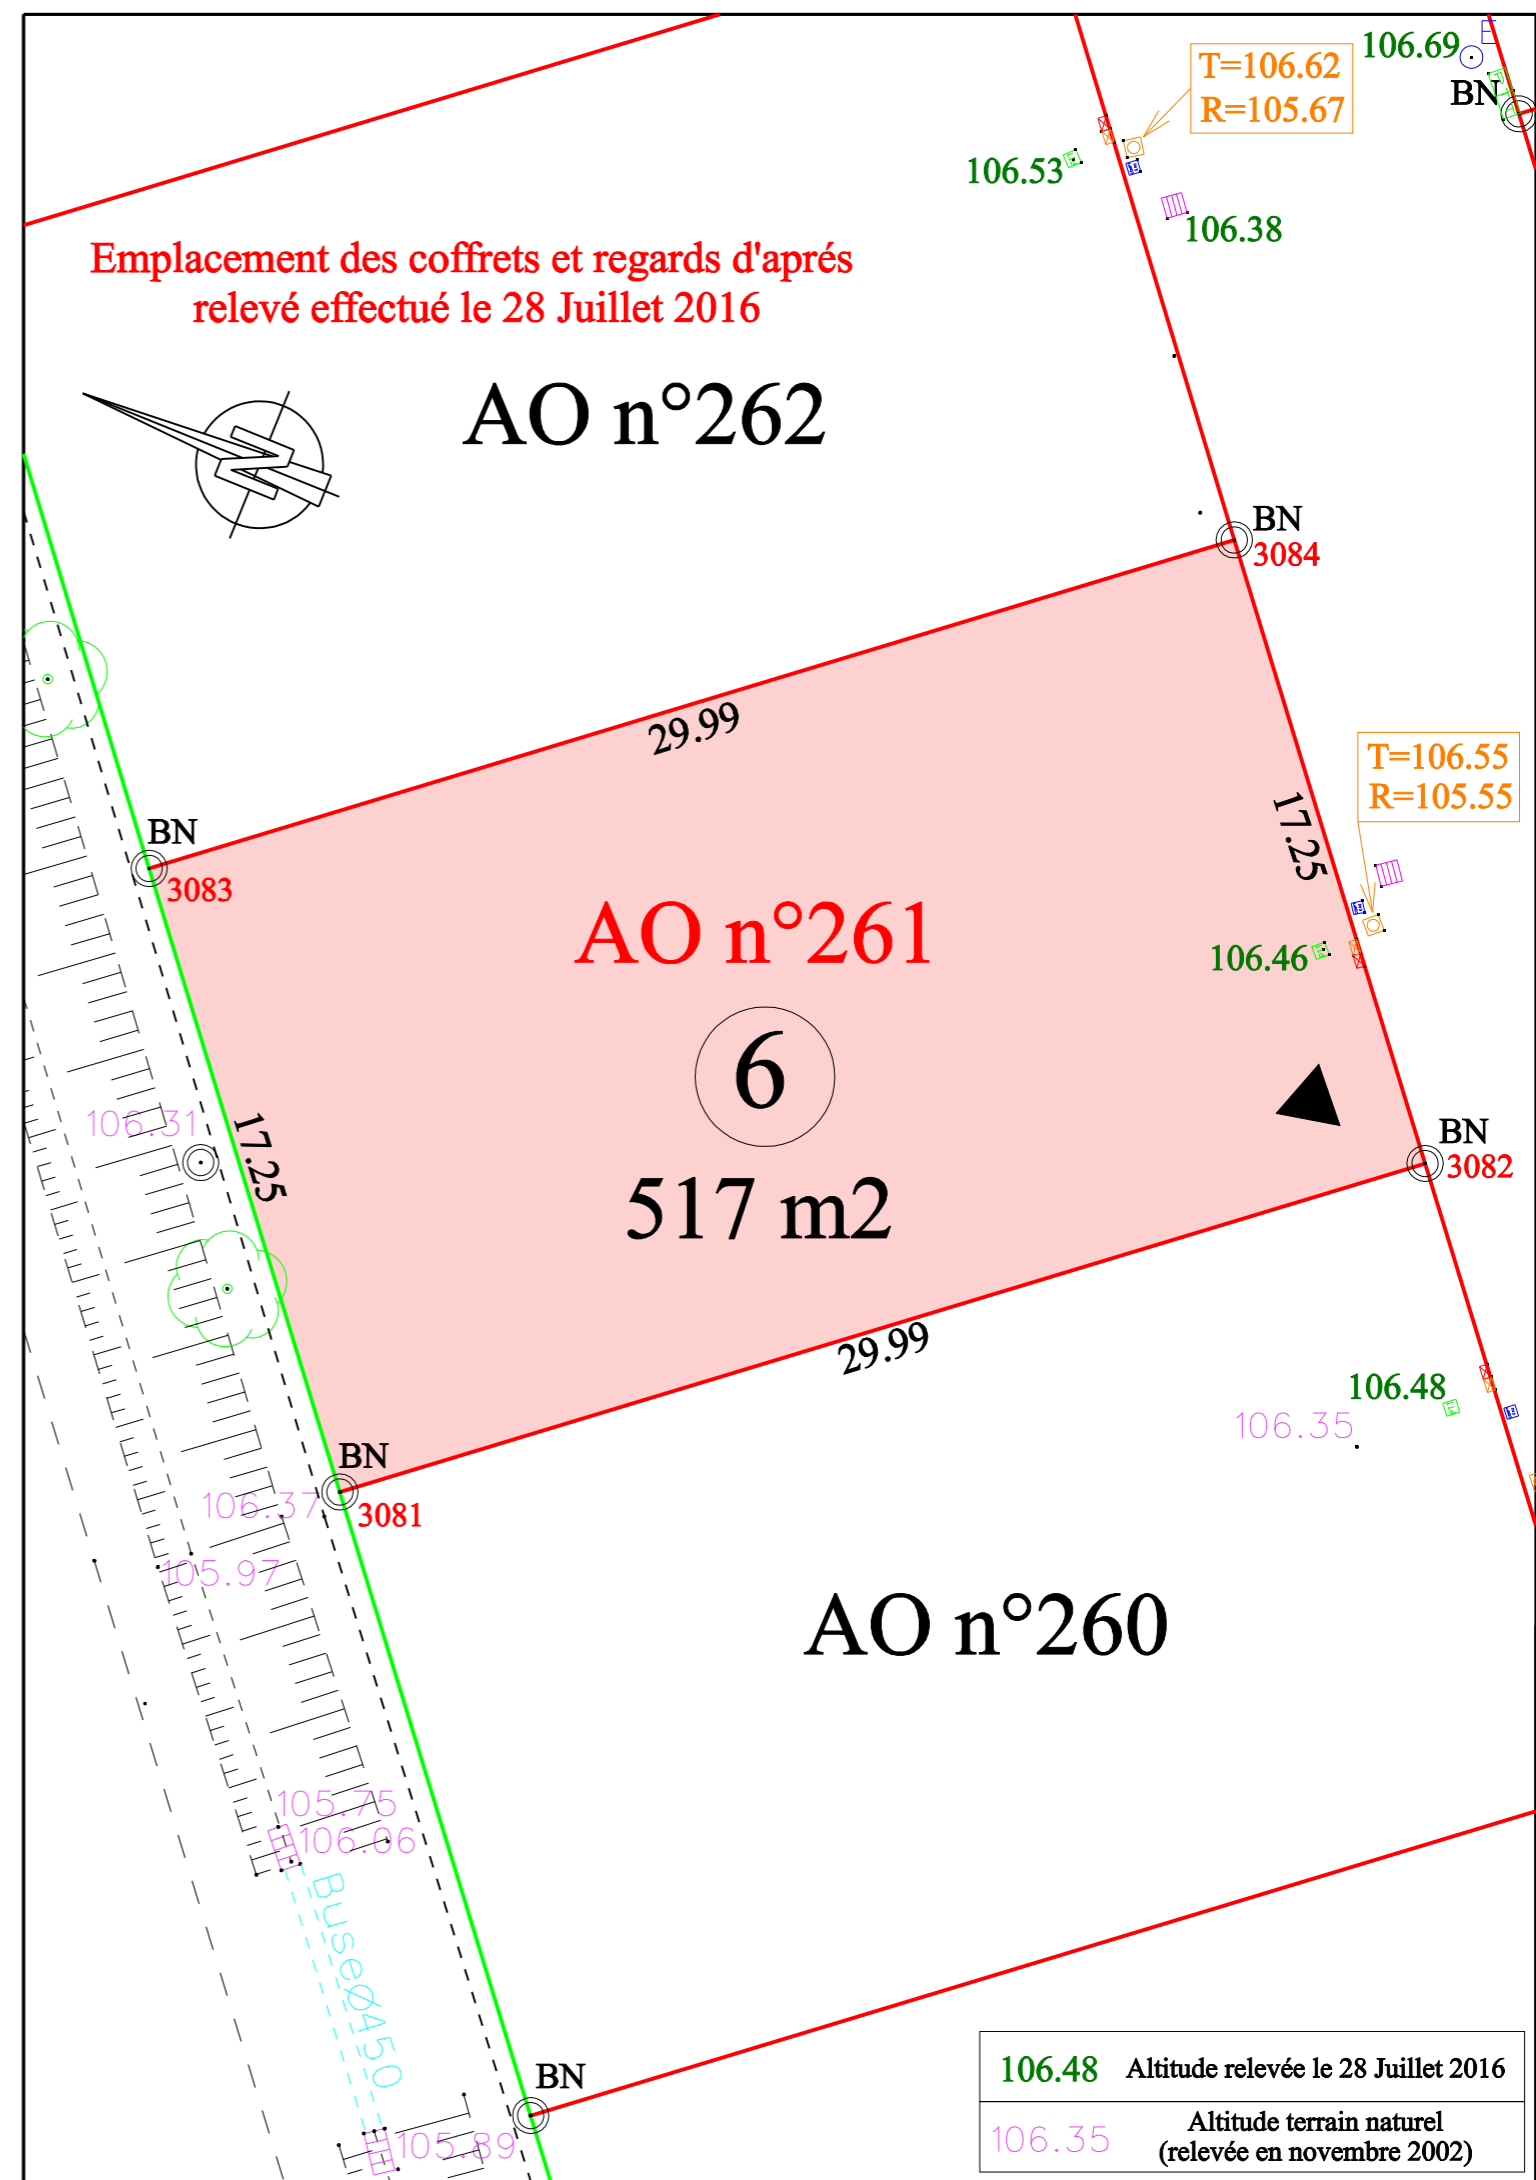 106.69
T=106.62
R=105.67
BN
106.53
106.38
Emplacement des coffrets et regards d'aprés
relevé effectué le 28 Juillet 2016
AO n°262
N
BN
3084
29.99
T=106.55
R=105.55
17.25
BN
3083
AO n°261
106.46
6
106.31
17.25
BN
3082
517 m2
29.99
106.48
106.35
BN
3081
106.37
105.97
AO n°260
105.75
106.06
Buseø450
BN
105.89
106.48 Altitude relevée le 28 Juillet 2016
106.35 Altitude terrain naturel
(relevée en novembre 2002)